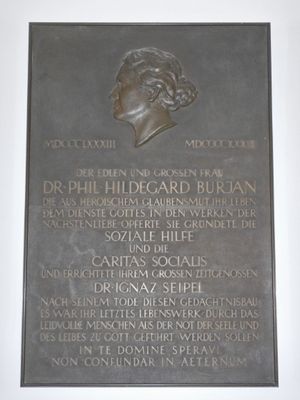 MDCCCLXXXIII
MDCCCCXXXIII
DER EDLEN UND GROSSEN FRAU
DR·PHIL·HILDEGARD BURJAN
DIE AUS HEROISCHEM GLAUBENSMUT IHR LEBEN
DEM DIENSTE GOTTES IN DEN WERKEN DER
NÄCHSTENLIEBE OPFERTE SIE GRÜNDETE DIE
SOZIALE HILFE
UND DIE
CARITAS SOCIALIS
UND ERRICHTETE IHREM GROSSEN ZEITGENOSSEN
DR IGNAZ SEIPEL
NACH SEINEM TODE DIESEN GEDÄCHTNISBAU
ES WAR IHR LETZTES LEBENSWERK DURCH DAS
LEIDVOLLE MENSCHEN AUS DER NOT DER SEELE UND
DES LEIBES ZU GOTT GEFÜHRT WERDEN SOLLEN
IN TE DOMINE SPERAVI
NON CONFUNDAR IN AETERNUM